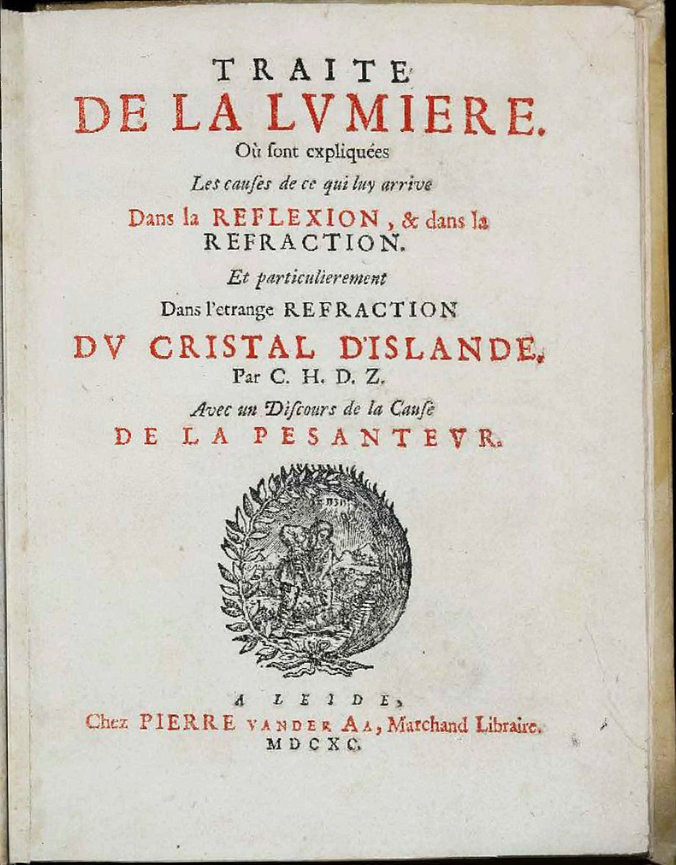 TRAITE
DE LA LVMIERE.
Où ſont expliquées
Les cauſes de ce qui luy arrive
Dans la REFLEXION, & dans la
REFRACTION.
Et particulierement
Dans l'etrange REFRACTION
DV CRISTAL D'ISLANDE,
Par C. H. D. Z.
Avec un Diſcours de la Cauſe
DE LA PESANTEVR.
A LEIDE,
Chez PIERRE VANDER AA, Marchand Libraire.
MDCXC.